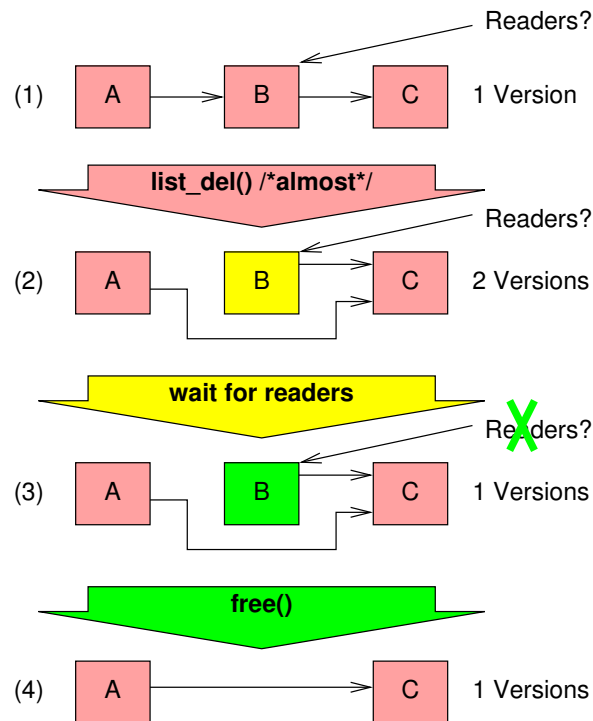 Readers?
(1) A B C 1 Version
list_del() /*almost*/
Readers?
(2) A B C 2 Versions
wait for readers
Readers?
(3) A B C 1 Versions
free()
(4) A C 1 Versions